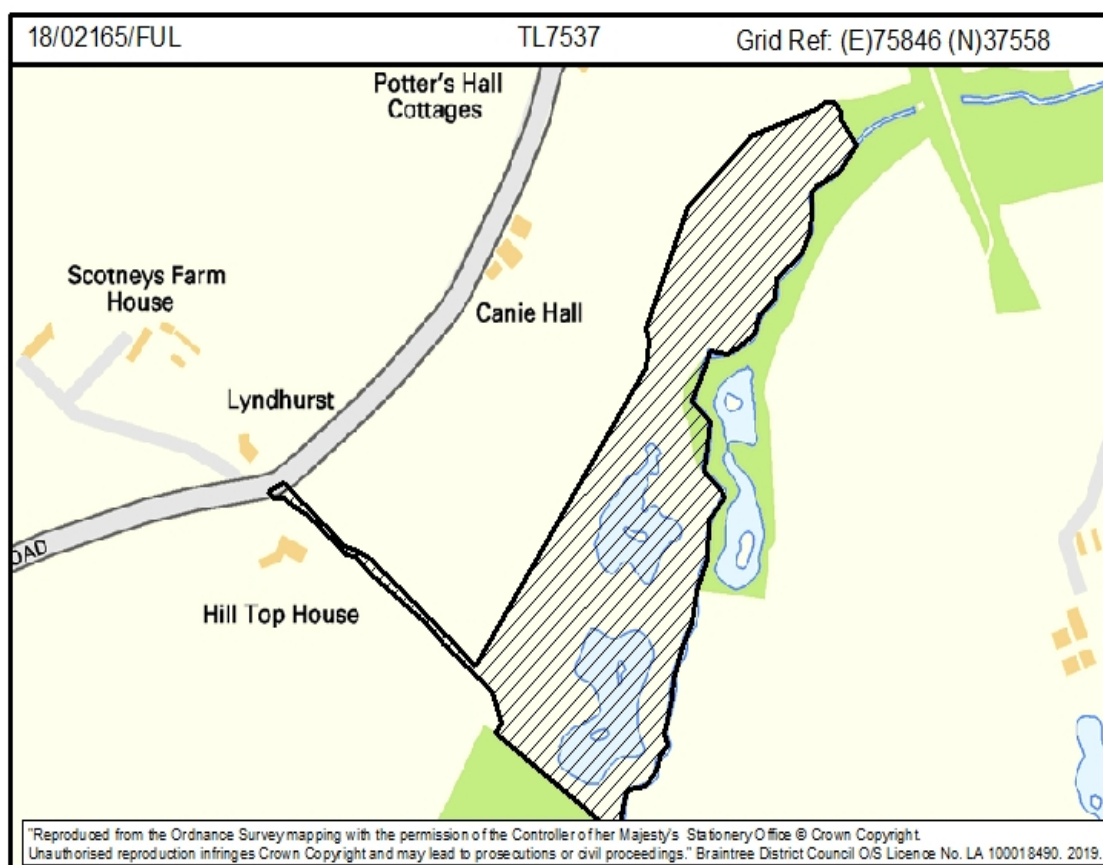 18/02165/FUL TL7537 Grid Ref: (E)75846 (N)37558
Potter's Hall
Cottages
Scotneys Farm
House
Canie Hall
Lyndhurst
OAD
Hill Top House
"Reproduced from the Ordnance Survey mapping with the permission of the Controller of her Majesty's Stationery Office © Crown Copyright.
Unauthorised reproduction infringes Crown Copyright and may lead to prosecutions or civil proceedings." Braintree District Council O/S Licence No. LA 100018490. 2019.